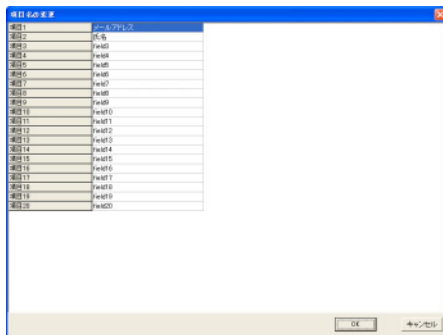 項目名の変更
項目1 メールアドレス
項目2 氏名
項目3 field3
項目4 field4
項目5 field5
項目6 field6
項目7 field7
項目8 field8
項目9 field9
項目10 field10
項目11 field11
項目12 field12
項目13 field13
項目14 field14
項目15 field15
項目16 field16
項目17 field17
項目18 field18
項目19 field19
項目20 field20
OK キャンセル